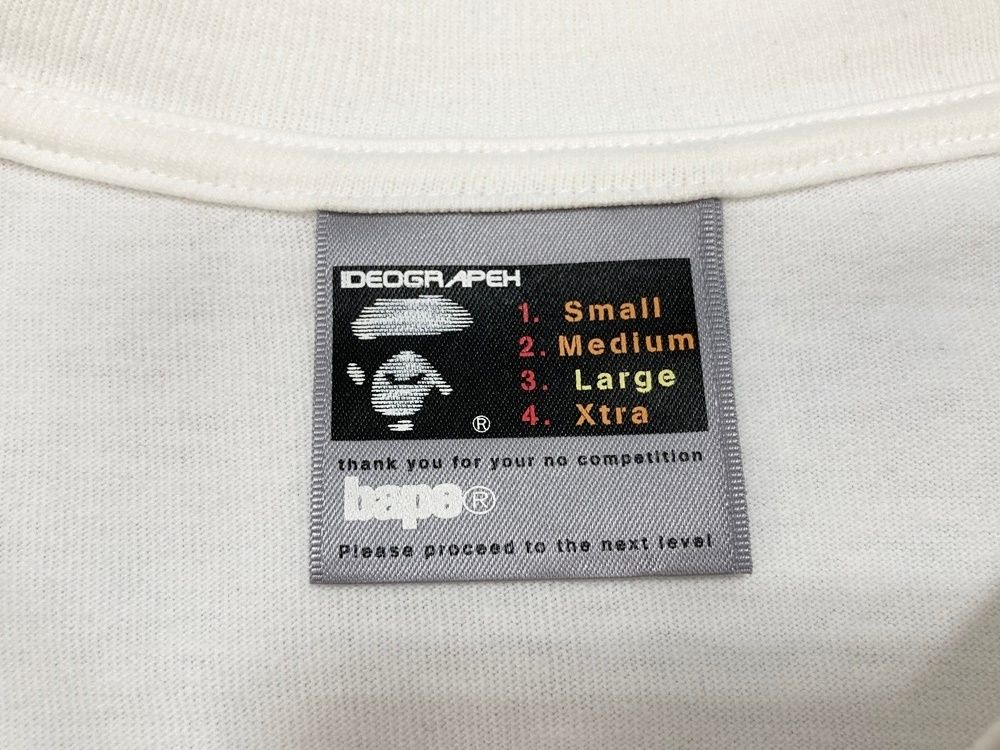 IDEOGRAPEH
1. Small
2. Medium
3. Large
4. Xtra
®
thank you for your no competition
bape®
Please proceed to the next level